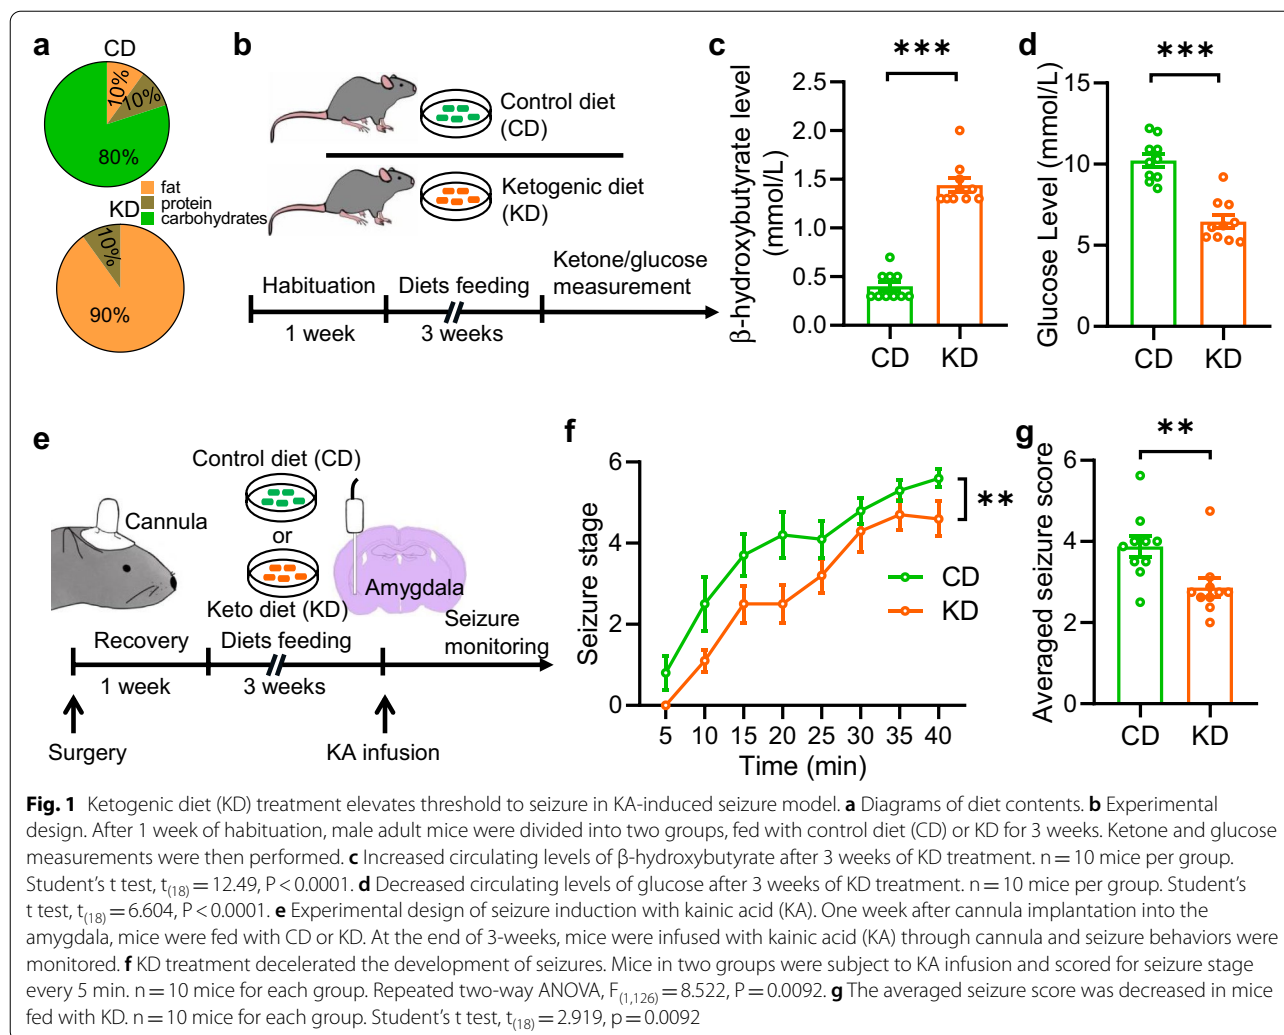 a
CD
10%
10%
80%
fat
protein
carbohydrates
KD
10%
90%
b
Control diet
(CD)
Ketogenic diet
(KD)
Habituation
Diets feeding
Ketone/glucose
measurement
1 week
3 weeks
c
β-hydroxybutyrate level
(mmol/L)
***
2.5
2.0
1.5
1.0
0.5
0.0
CD
KD
d
Glucose Level (mmol/L)
***
15
10
5
0
CD
KD
e
Control diet (CD)
Cannula
or
Keto diet (KD)
Amygdala
Recovery
Diets feeding
Seizure
monitoring
1 week
3 weeks
Surgery
KA infusion
f
Seizure stage
6
4
2
0
**
CD
KD
5 10 15 20 25 30 35 40
Time (min)
g
Averaged seizure score
**
6
4
2
0
CD
KD
Fig. 1 Ketogenic diet (KD) treatment elevates threshold to seizure in KA-induced seizure model. a Diagrams of diet contents. b Experimental
design. After 1 week of habituation, male adult mice were divided into two groups, fed with control diet (CD) or KD for 3 weeks. Ketone and glucose
measurements were then performed. c Increased circulating levels of β-hydroxybutyrate after 3 weeks of KD treatment. n = 10 mice per group.
Student's t test, t(18) = 12.49, P < 0.0001. d Decreased circulating levels of glucose after 3 weeks of KD treatment. n = 10 mice per group. Student's
t test, t(18) = 6.604, P < 0.0001. e Experimental design of seizure induction with kainic acid (KA). One week after cannula implantation into the
amygdala, mice were fed with CD or KD. At the end of 3-weeks, mice were infused with kainic acid (KA) through cannula and seizure behaviors were
monitored. f KD treatment decelerated the development of seizures. Mice in two groups were subject to KA infusion and scored for seizure stage
every 5 min. n = 10 mice for each group. Repeated two-way ANOVA, F(1,126) = 8.522, P = 0.0092. g The averaged seizure score was decreased in mice
fed with KD. n = 10 mice for each group. Student's t test, t(18) = 2.919, p = 0.0092